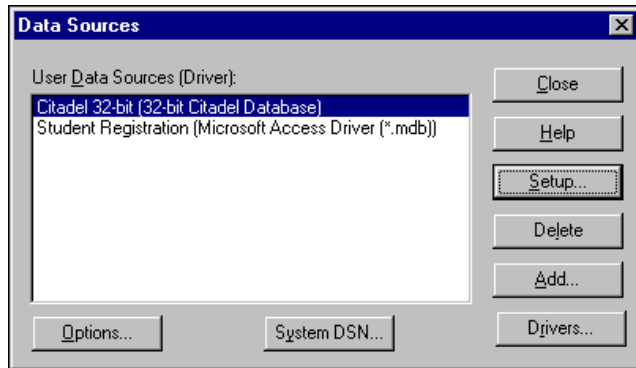 Data Sources
User Data Sources (Driver):
Citadel 32-bit (32-bit Citadel Database)
Student Registration (Microsoft Access Driver (*.mdb))
Close
Help
Setup...
Delete
Add...
Drivers...
Options...
System DSN...